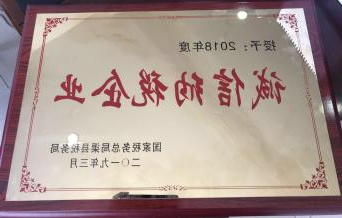 授予：2018年度
诚信纳税企业
国家税务总局渠县税务局
二〇一九年三月